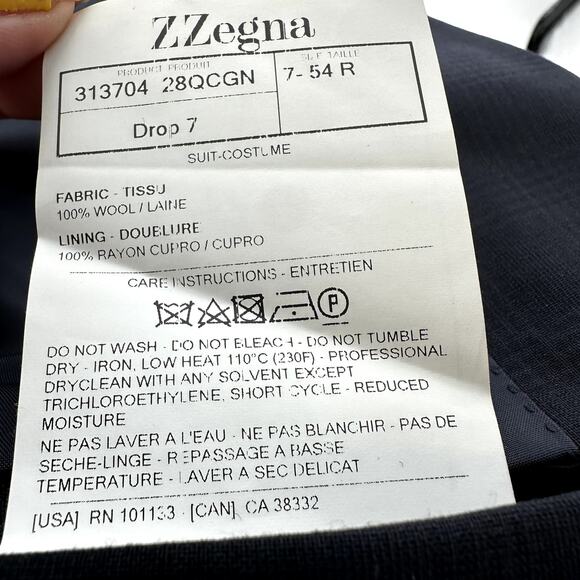 ZZegna
PRODUCT PRODUIT
SIZE TAILLE
313704 28QCGN
7- 54 R
Drop 7
SUIT-COSTUME
FABRIC - TISSU
100% WOOL / LAINE
LINING - DOUBLURE
100% RAYON CUPRO / CUPRO
CARE INSTRUCTIONS - ENTRETIEN
P
DO NOT WASH - DO NOT BLEACH - DO NOT TUMBLE
DRY - IRON, LOW HEAT 110°C (230F) - PROFESSIONAL
DRYCLEAN WITH ANY SOLVENT EXCEPT
TRICHLOROETHYLENE, SHORT CYCLE - REDUCED
MOISTURE
NE PAS LAVER A L'EAU - NE PAS BLANCHIR - PAS DE
SECHE-LINGE - REPASSAGE A BASSE
TEMPERATURE - LAVER A SEC DELICAT
[USA] RN 101133 - [CAN] CA 38332